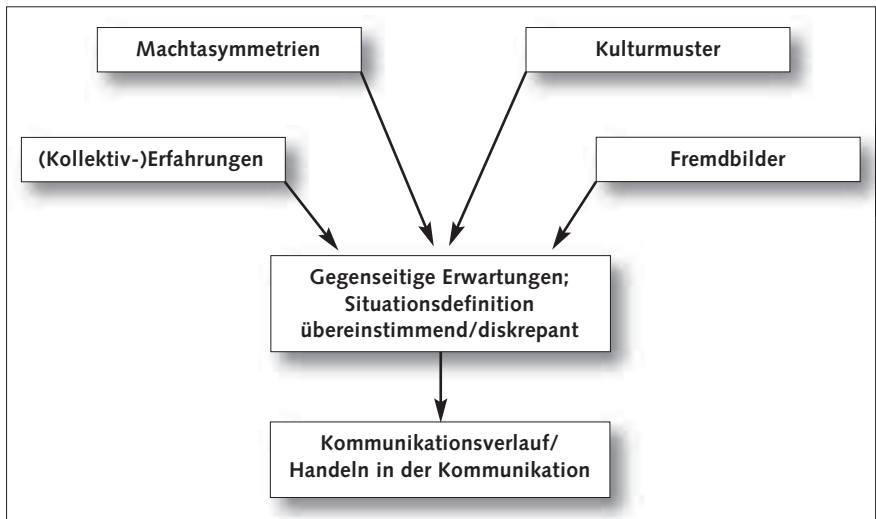 Machtasymmetrien
Kulturmuster
(Kollektiv-)Erfahrungen
Fremdbilder
Gegenseitige Erwartungen;
Situationsdefinition
übereinstimmend/diskrepant
Kommunikationsverlauf/
Handeln in der Kommunikation